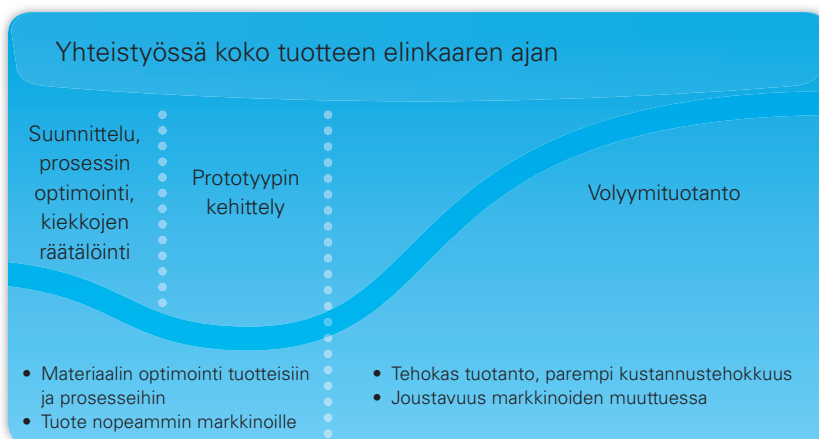 Yhteistyössä koko tuotteen elinkaaren ajan
Suunnittelu,
prosessin
optimointi,
kiekkojen
räätälöinti
Prototyypin
kehittely
Volyymituotanto
• Materiaalin optimointi tuotteisiin
ja prosesseihin
• Tuote nopeammin markkinoille
• Tehokas tuotanto, parempi kustannustehokkuus
• Joustavuus markkinoiden muuttuessa